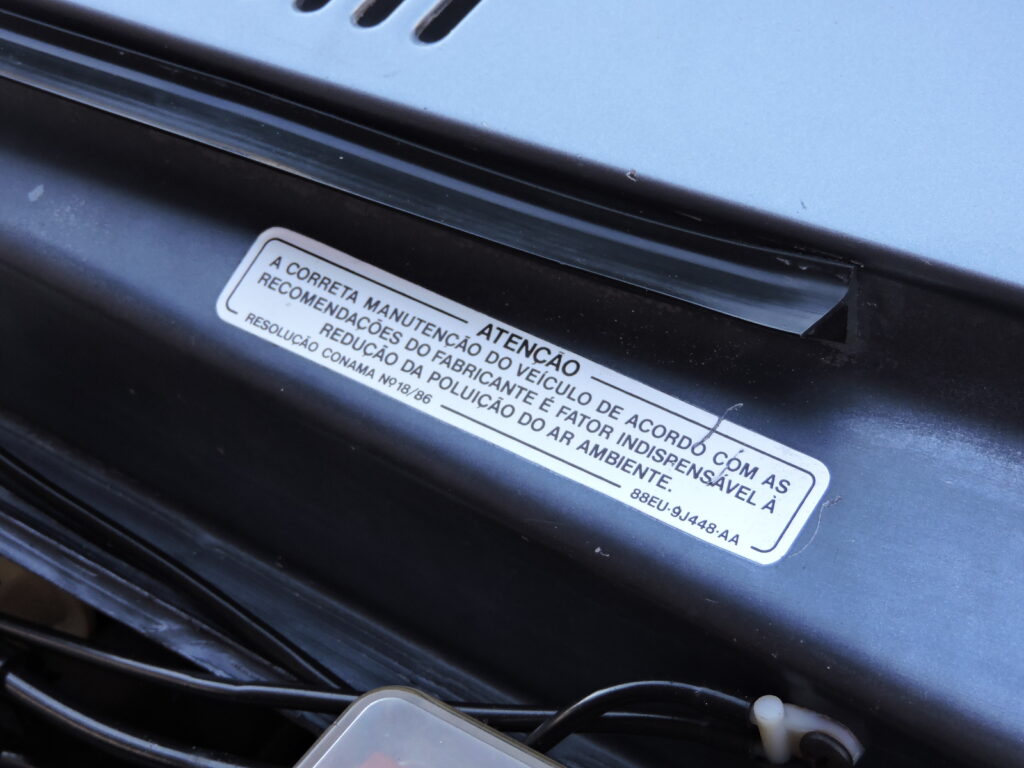 ATENÇÃO
A CORRETA MANUTENÇÃO DO VEÍCULO DE ACORDO COM AS
RECOMENDAÇÕES DO FABRICANTE É FATOR INDISPENSÁVEL À
REDUÇÃO DA POLUIÇÃO DO AR AMBIENTE.
RESOLUÇÃO CONAMA Nº18/86
88EU-9J448-AA